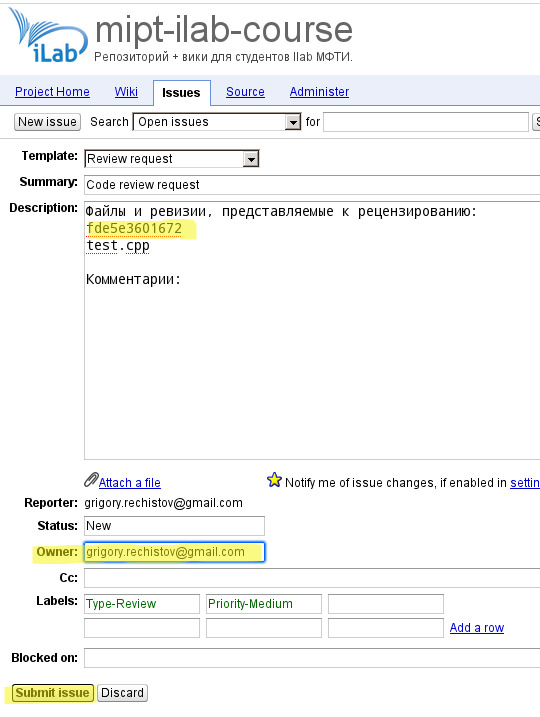 iLab
mipt-ilab-course
Репозиторий + вики для студентов Ilab МФТИ.
Project Home Wiki Issues Source Administer
New issue Search Open issues for S
Template: Review request
Summary: Code review request
Description: Файлы и ревизии, представляемые к рецензированию:
fde5e3601672
test.cpp
Комментарии:
Attach a file Notify me of issue changes, if enabled in settin
Reporter: grigory.rechistov@gmail.com
Status: New
Owner: grigory.rechistov@gmail.com
Cc:
Labels: Type-Review Priority-Medium
Add a row
Blocked on:
Submit issue Discard